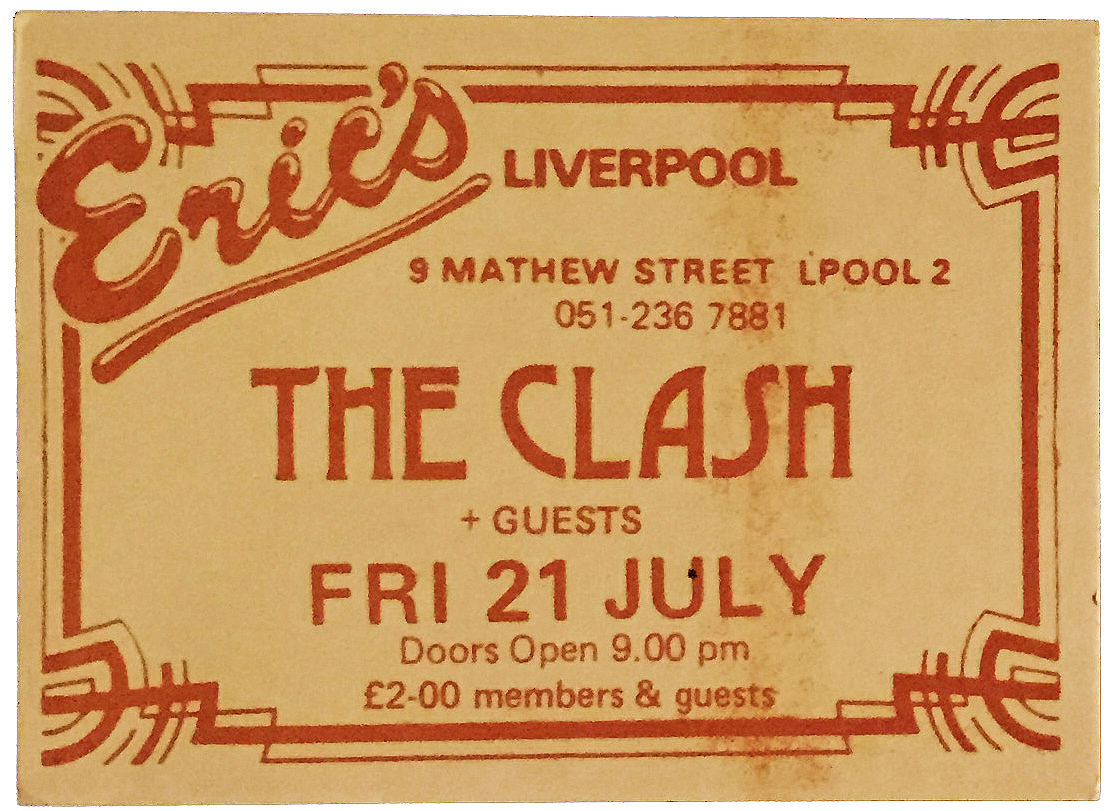 Eric's LIVERPOOL
9 MATHEW STREET L'POOL 2
051-236 7881
THE CLASH
+ GUESTS
FRI 21 JULY
Doors Open 9.00 pm
£2-00 members & guests